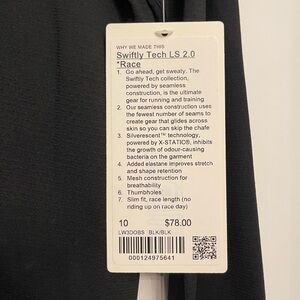 WHY WE MADE THIS
Swiftly Tech LS 2.0
*Race
1. Go ahead, get sweaty. The
Swiftly Tech collection,
powered by seamless
construction, is the ultimate
gear for running and training
2. Our seamless construction uses
the fewest number of seams to
create gear that glides across
skin so you can skip the chafe
3. Silverescent™ technology,
powered by X-STATIC®, inhibits
the growth of odour-causing
bacteria on the garment
4. Added elastane improves stretch
and shape retention
5. Mesh construction for
breathability
6. Thumbholes
7. Slim fit, race length (no
riding up on race day)
10 $78.00
LW3DOBS BLK/BLK
000124975641